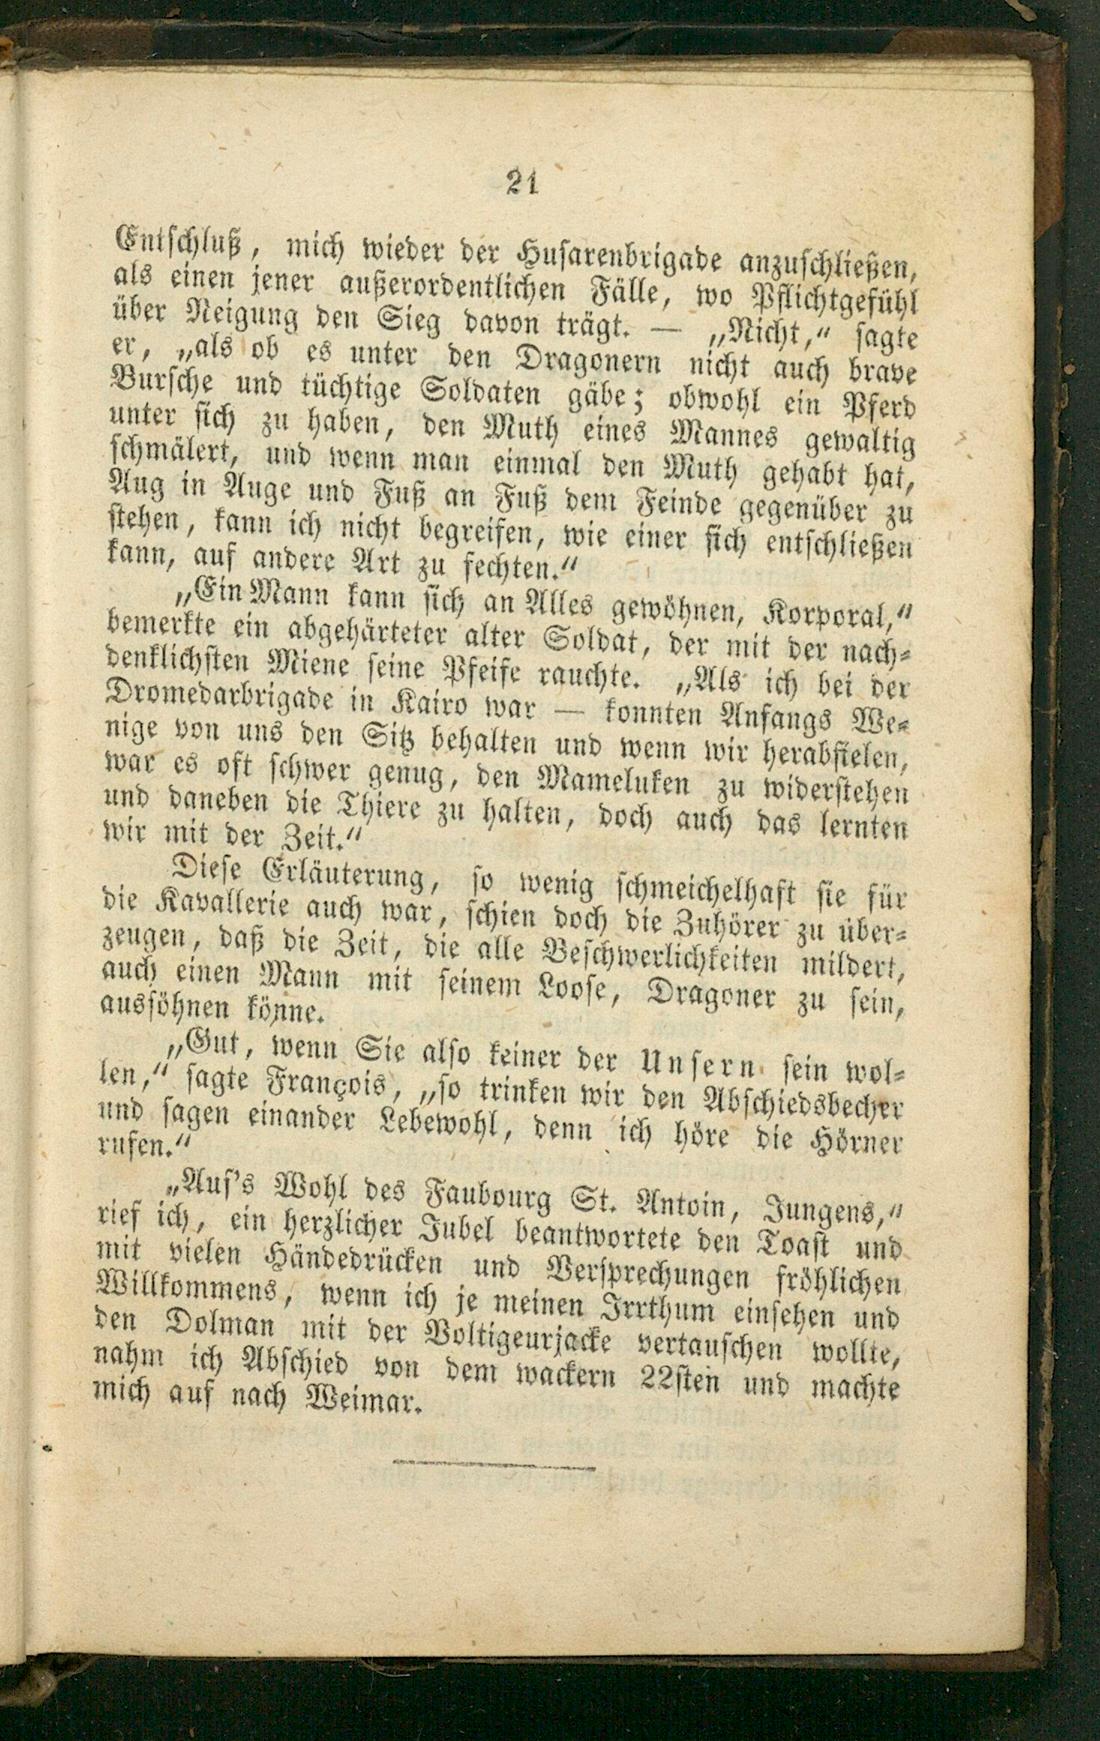 21
Entschluß, mich wieder der Husarenbrigade anzuschließen,
als einen jener außerordentlichen Fälle, wo Pflichtgefühl
über Neigung den Sieg davon trägt. — „Nicht,“ sagte
er, „als ob es unter den Dragonern nicht auch brave
Bursche und tüchtige Soldaten gäbe; obwohl ein Pferd
unter sich zu haben, den Muth eines Mannes gewaltig
schmälert, und wenn man einmal den Muth gehabt hat,
Aug in Auge und Fuß an Fuß dem Feinde gegenüber zu
stehen, kann ich nicht begreifen, wie einer sich entschließen
kann, auf andere Art zu fechten.“
„Ein Mann kann sich an Alles gewöhnen, Korporal,“
bemerkte ein abgehärteter alter Soldat, der mit der nach-
denklichsten Miene seine Pfeife rauchte. „Als ich bei der
Dromedarbrigade in Kairo war — konnten Anfangs We-
nige von uns den Sitz behalten und wenn wir herabfielen,
war es oft schwer genug, den Mameluken zu widerstehen
und daneben die Thiere zu halten, doch auch das lernten
wir mit der Zeit.“
Diese Erläuterung, so wenig schmeichelhaft sie für
die Kavallerie auch war, schien doch die Zuhörer zu über-
zeugen, daß die Zeit, die alle Beschwerlichkeiten mildert,
auch einen Mann mit seinem Loose, Dragoner zu sein,
aussöhnen könne.
„Gut, wenn Sie also keiner der Unsern sein wol-
len,“ sagte François, „so trinken wir den Abschiedsbecher
und sagen einander Lebewohl, denn ich höre die Hörner
rufen.“
„Auf's Wohl des Faubourg St. Antoin, Jungens,“
rief ich, ein herzlicher Jubel beantwortete den Toast und
mit vielen Händedrücken und Versprechungen fröhlichen
Willkommens, wenn ich je meinen Irrthum einsehen und
den Dolman mit der Voltigeurjacke vertauschen wollte,
nahm ich Abschied von dem wackern 22sten und machte
mich auf nach Weimar.